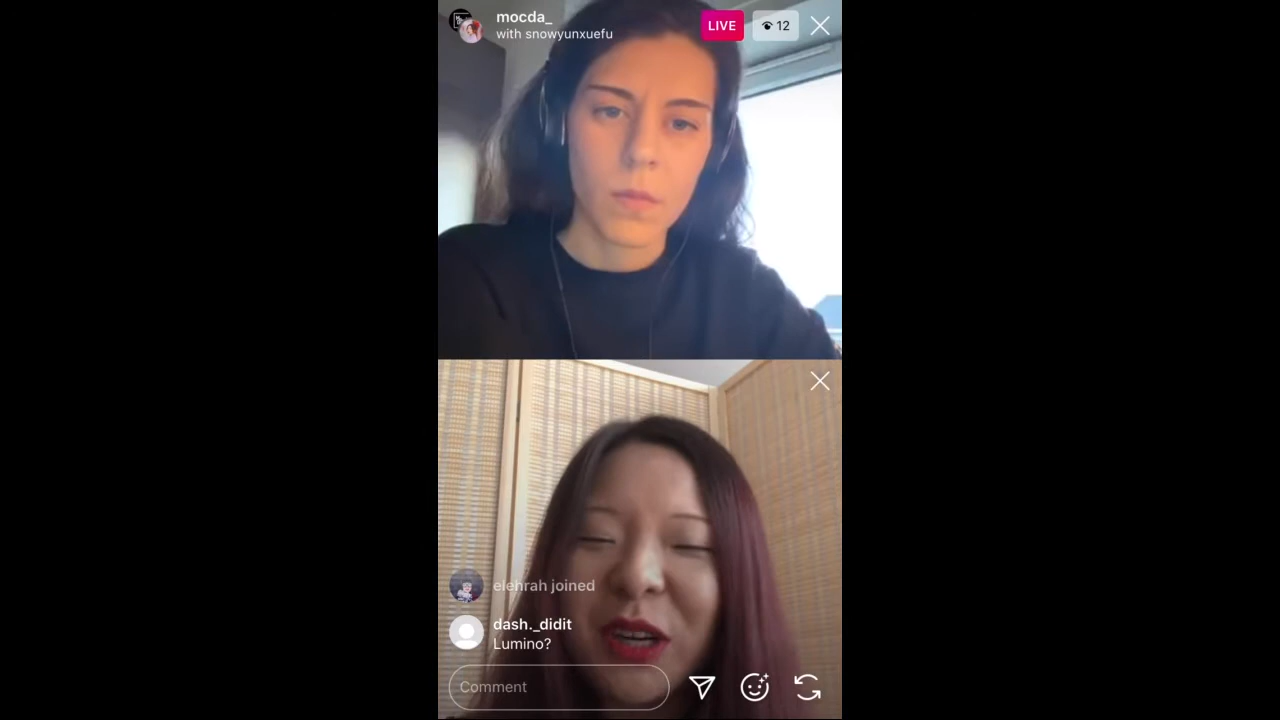 mocda_
with snowyunxuefu
LIVE
12
elehrah joined
dash._didit
Lumino?
Comment